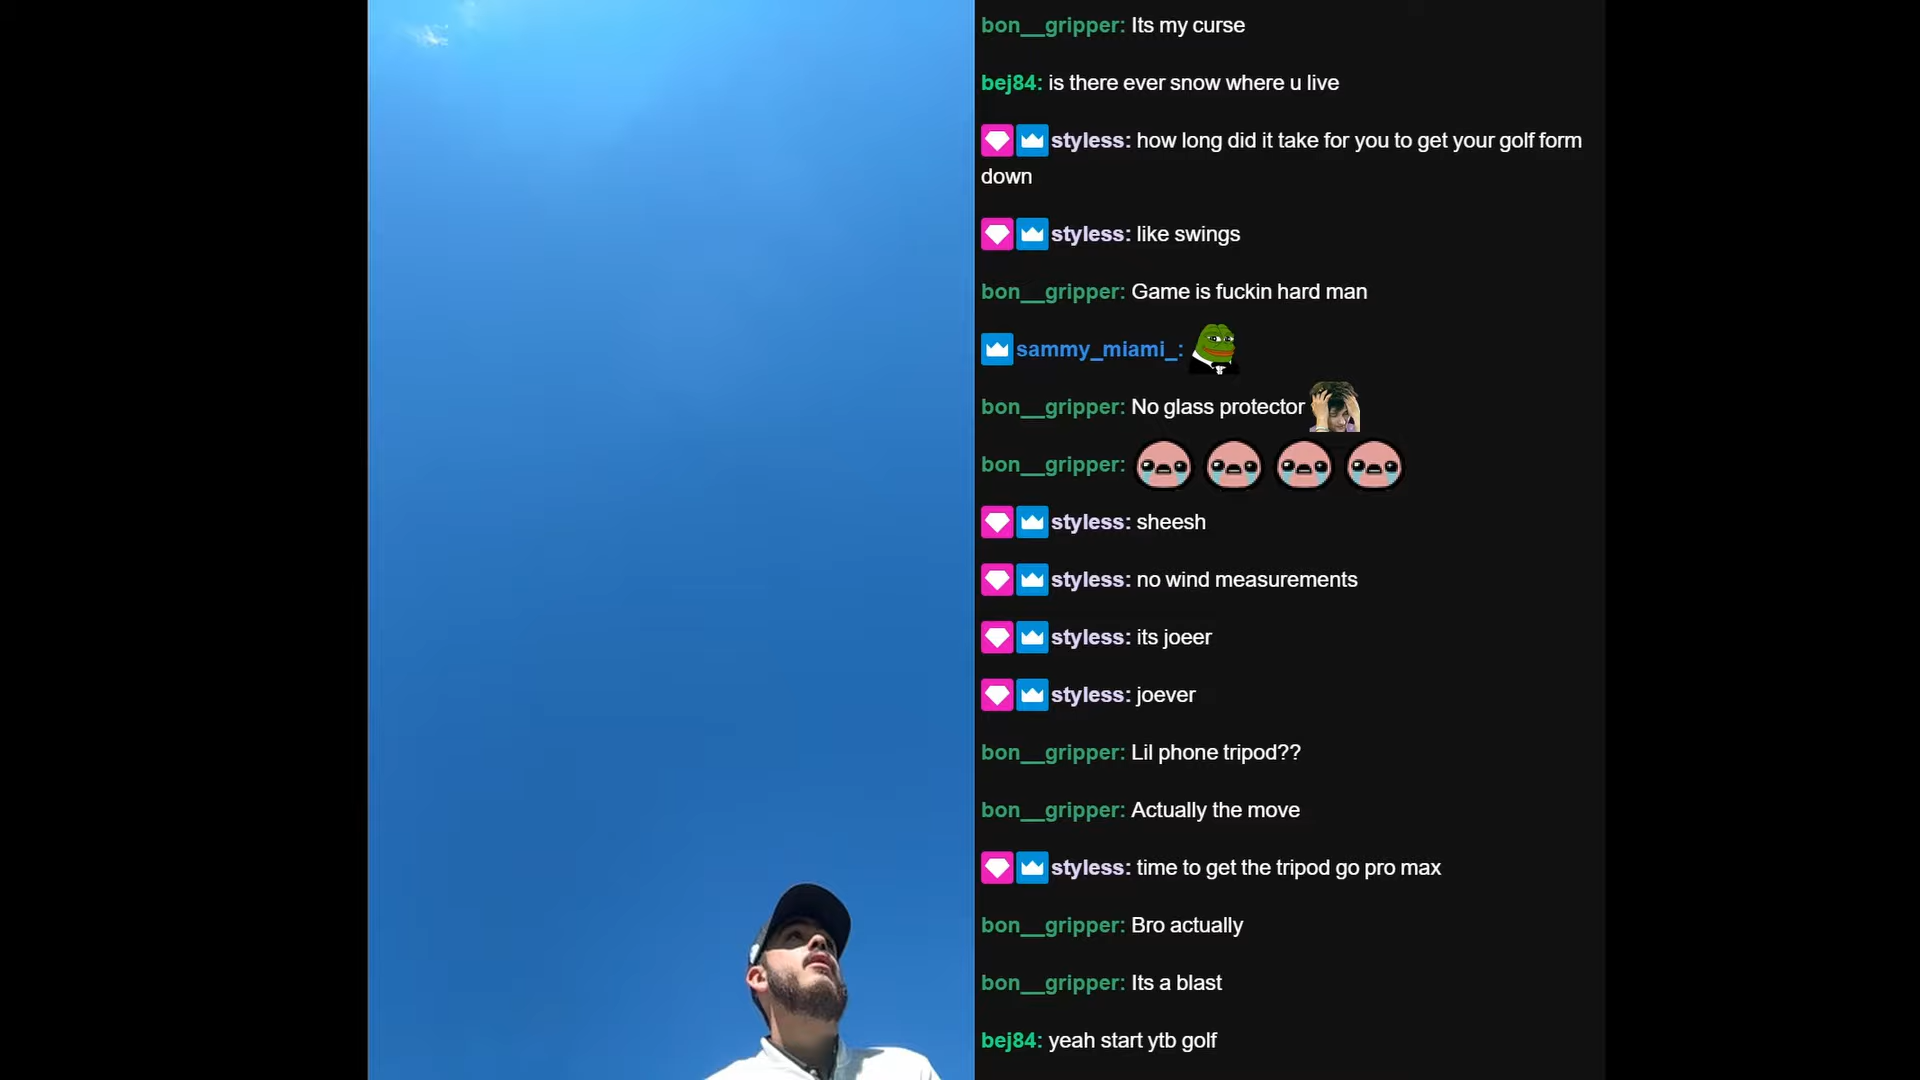 bon__gripper: Its my curse
bej84: is there ever snow where u live
styless: how long did it take for you to get your golf form
down
styless: like swings
bon__gripper: Game is fuckin hard man
sammy_miami_:
bon__gripper: No glass protector
bon__gripper:
styless: sheesh
styless: no wind measurements
styless: its joeer
styless: joever
bon__gripper: Lil phone tripod??
bon__gripper: Actually the move
styless: time to get the tripod go pro max
bon__gripper: Bro actually
bon__gripper: Its a blast
bej84: yeah start ytb golf